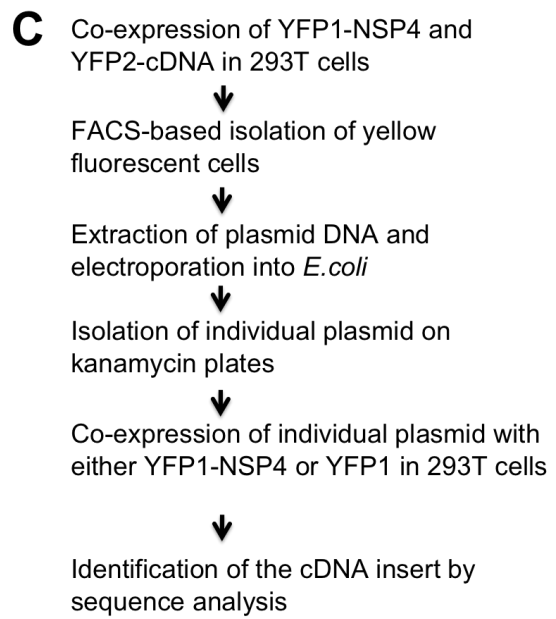 C
Co-expression of YFP1-NSP4 and
YFP2-cDNA in 293T cells
FACS-based isolation of yellow
fluorescent cells
Extraction of plasmid DNA and
electroporation into E.coli
Isolation of individual plasmid on
kanamycin plates
Co-expression of individual plasmid with
either YFP1-NSP4 or YFP1 in 293T cells
Identification of the cDNA insert by
sequence analysis